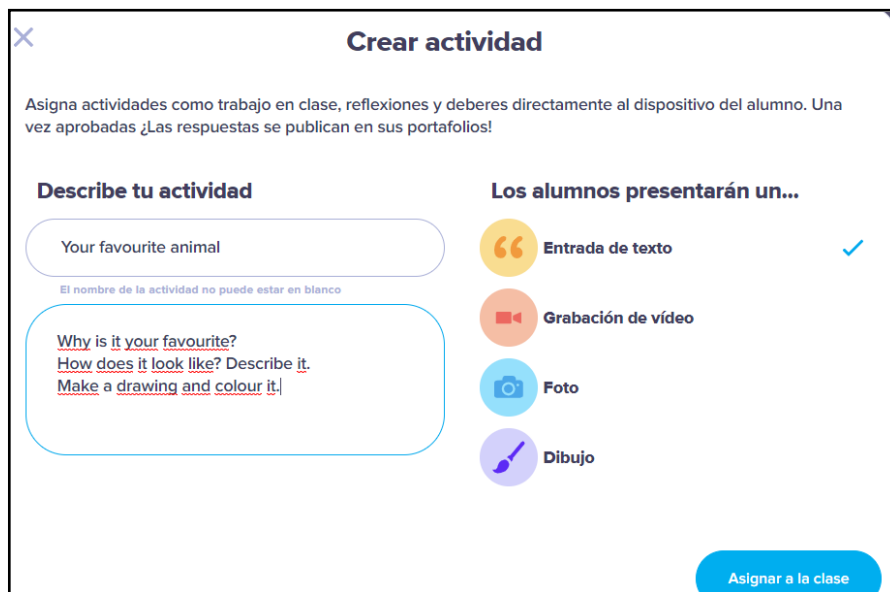 Crear actividad
Asigna actividades como trabajo en clase, reflexiones y deberes directamente al dispositivo del alumno. Una
vez aprobadas ¿Las respuestas se publican en sus portafolios!
Describe tu actividad
Your favourite animal
El nombre de la actividad no puede estar en blanco
Why is it your favourite?
How does it look like? Describe it.
Make a drawing and colour it.
Los alumnos presentarán un...
Entrada de texto
Grabación de vídeo
Foto
Dibujo
Asignar a la clase